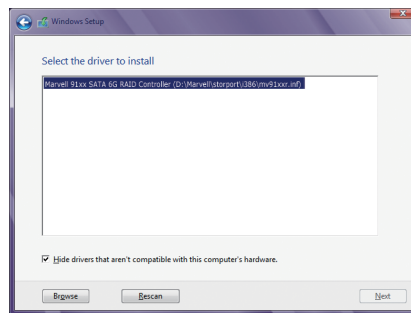 Windows Setup
Select the driver to install
Marvell 91xx SATA 6G RAID Controller (D:\Marvell\storport\i386\mv91xxr.inf)
Hide drivers that aren't compatible with this computer's hardware.
Browse Rescan Next